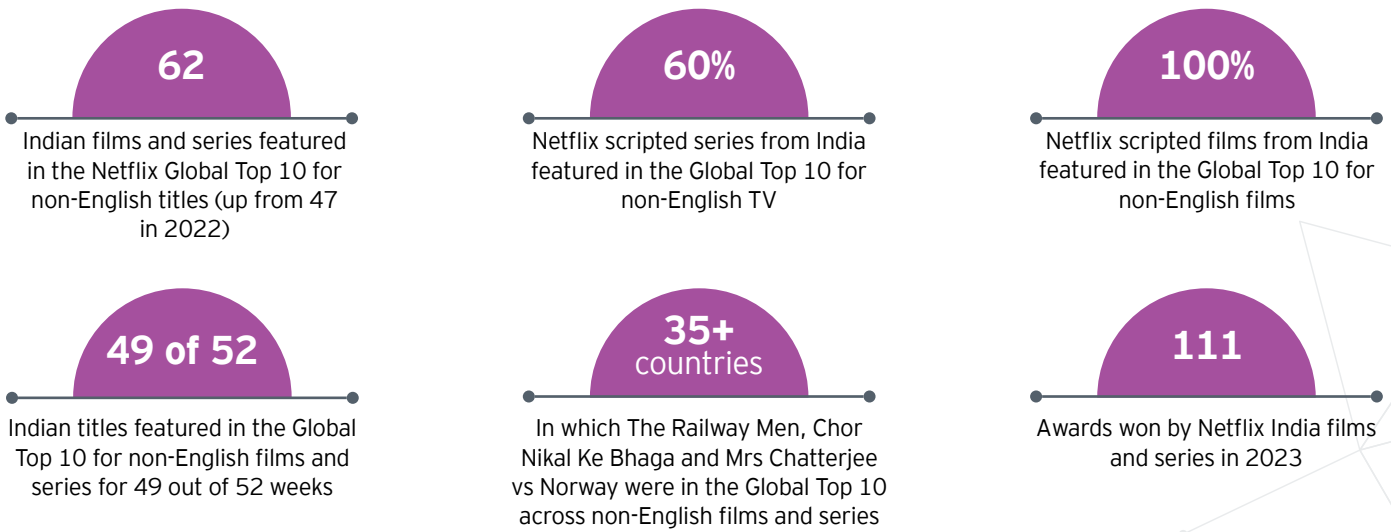 62
Indian films and series featured
in the Netflix Global Top 10 for
non-English titles (up from 47
in 2022)
60%
Netflix scripted series from India
featured in the Global Top 10 for
non-English TV
100%
Netflix scripted films from India
featured in the Global Top 10 for
non-English films
49 of 52
Indian titles featured in the Global
Top 10 for non-English films and
series for 49 out of 52 weeks
35+
countries
In which The Railway Men, Chor
Nikal Ke Bhaga and Mrs Chatterjee
vs Norway were in the Global Top 10
across non-English films and series
111
Awards won by Netflix India films
and series in 2023